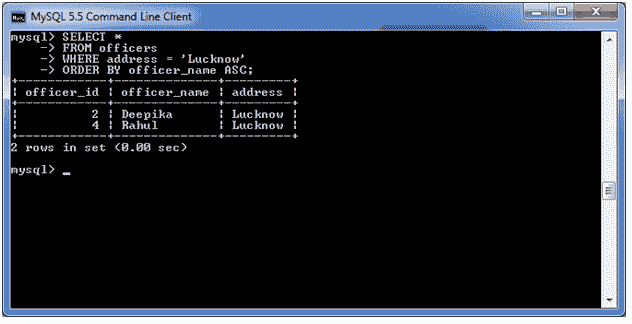 MySQL 5.5 Command Line Client
mysql> SELECT *
    -> FROM officers
    -> WHERE address = 'Lucknow'
    -> ORDER BY officer_name ASC;
+------------+--------------+---------+
| officer_id | officer_name | address |
+------------+--------------+---------+
|          2 | Deepika      | Lucknow |
|          4 | Rahul        | Lucknow |
+------------+--------------+---------+
2 rows in set (0.00 sec)
mysql> _